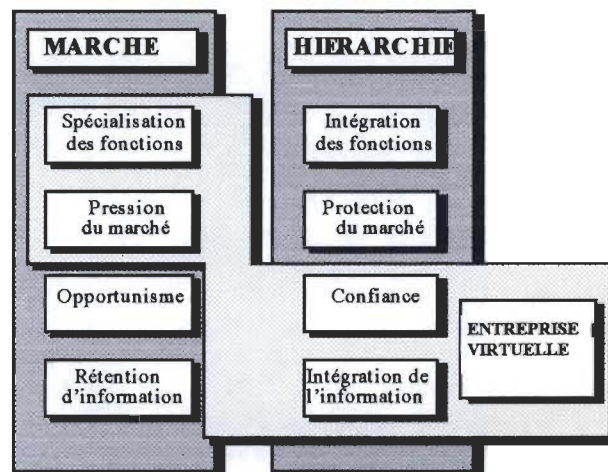 MARCHE
HIERARCHIE
Spécialisation
des fonctions
Intégration
des fonctions
Pression
du marché
Protection
du marché
Opportunisme
Confiance
ENTREPRISE
VIRTUELLE
Rétention
d'information
Intégration de
l'information